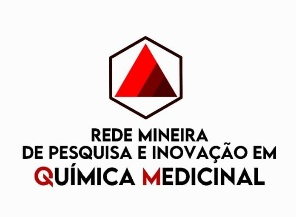 REDE MINEIRA
DE PESQUISA E INOVAÇÃO EM
QUÍMICA MEDICINAL